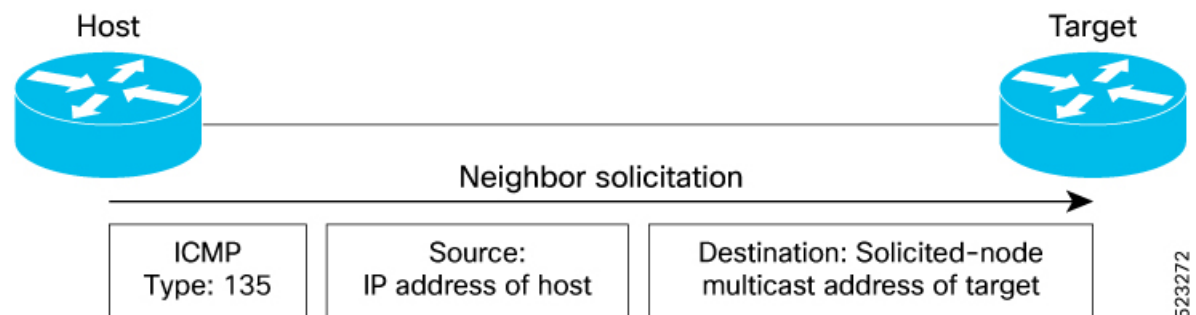 Host
Target
Neighbor solicitation
ICMP
Type: 135
Source:
IP address of host
Destination: Solicited-node
multicast address of target
523272